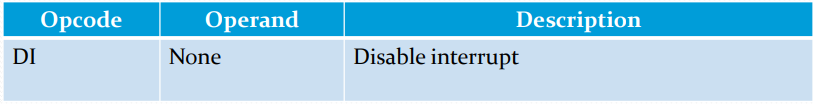 Opcode Operand Description
DI None Disable interrupt